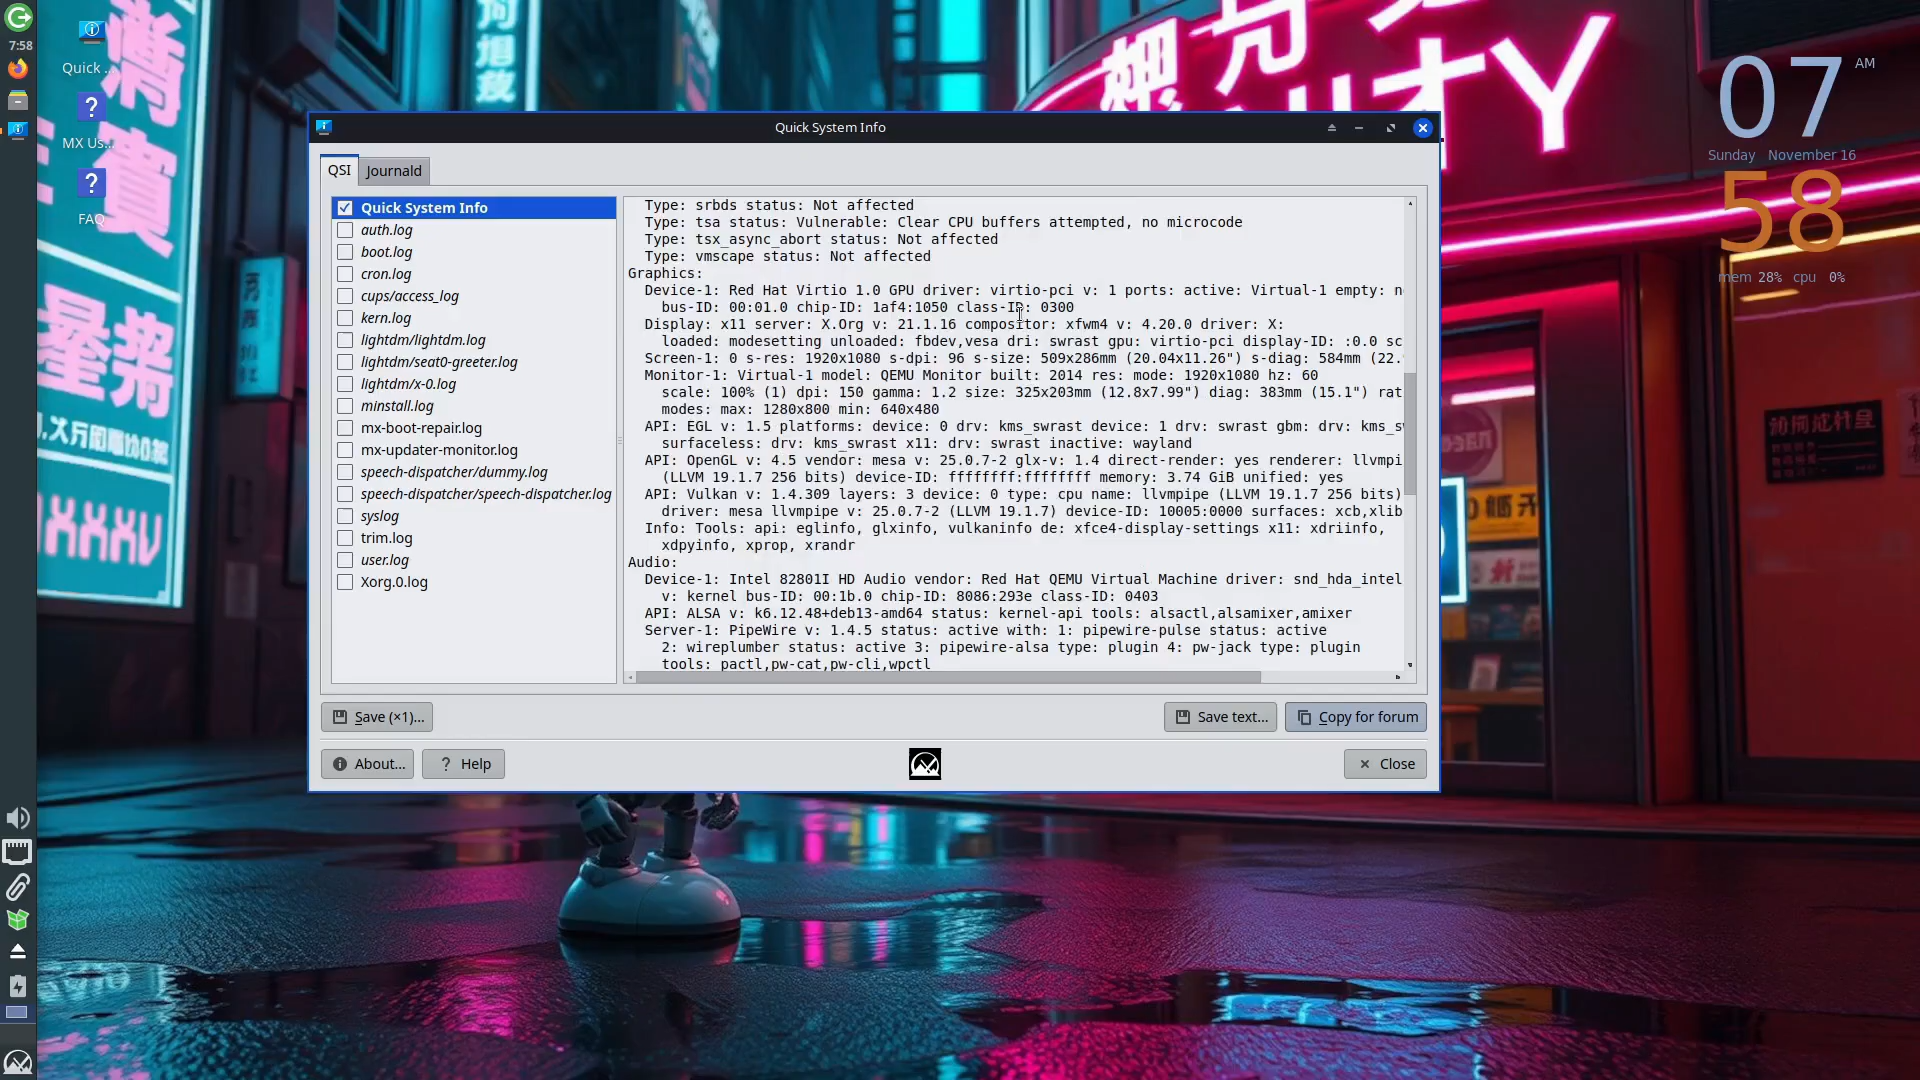 7:58
Quick ...
MX Us...
FAQ
Quick System Info
QSI
Journald
Quick System Info
auth.log
boot.log
cron.log
cups/access_log
kern.log
lightdm/lightdm.log
lightdm/seat0-greeter.log
lightdm/x-0.log
minstall.log
mx-boot-repair.log
mx-updater-monitor.log
speech-dispatcher/dummy.log
speech-dispatcher/speech-dispatcher.log
syslog
trim.log
user.log
Xorg.0.log
Type: srbds status: Not affected
Type: tsa status: Vulnerable: Clear CPU buffers attempted, no microcode
Type: tsx_async_abort status: Not affected
Type: vmscape status: Not affected
Graphics:
Device-1: Red Hat Virtio 1.0 GPU driver: virtio-pci v: 1 ports: active: Virtual-1 empty:
bus-ID: 00:01.0 chip-ID: 1af4:1050 class-ID: 0300
Display: x11 server: X.Org v: 21.1.16 compositor: xfwm4 v: 4.20.0 driver: X:
loaded: modesetting unloaded: fbdev,vesa dri: swrast gpu: virtio-pci display-ID: :0.0 sc
Screen-1: 0 s-res: 1920x1080 s-dpi: 96 s-size: 509x286mm (20.04x11.26") s-diag: 584mm (22.
Monitor-1: Virtual-1 model: QEMU Monitor built: 2014 res: mode: 1920x1080 hz: 60
scale: 100% (1) dpi: 150 gamma: 1.2 size: 325x203mm (12.8x7.99") diag: 383mm (15.1") rat
modes: max: 1280x800 min: 640x480
API: EGL v: 1.5 platforms: device: 0 drv: kms_swrast device: 1 drv: swrast gbm: drv: kms_s
surfaceless: drv: kms_swrast x11: drv: swrast inactive: wayland
API: OpenGL v: 4.5 vendor: mesa v: 25.0.7-2 glx-v: 1.4 direct-render: yes renderer: llvmpi
(LLVM 19.1.7 256 bits) device-ID: ffffffff:ffffffff memory: 3.74 GiB unified: yes
API: Vulkan v: 1.4.309 layers: 3 device: 0 type: cpu name: llvmpipe (LLVM 19.1.7 256 bits)
driver: mesa llvmpipe v: 25.0.7-2 (LLVM 19.1.7) device-ID: 10005:0000 surfaces: xcb,xlib
Info: Tools: api: eglinfo, glxinfo, vulkaninfo de: xfce4-display-settings x11: xdriinfo,
xdpyinfo, xprop, xrandr
Audio:
Device-1: Intel 82801I HD Audio vendor: Red Hat QEMU Virtual Machine driver: snd_hda_intel
v: kernel bus-ID: 00:1b.0 chip-ID: 8086:293e class-ID: 0403
API: ALSA v: k6.12.48+deb13-amd64 status: kernel-api tools: alsactl,alsamixer,amixer
Server-1: PipeWire v: 1.4.5 status: active with: 1: pipewire-pulse status: active
2: wireplumber status: active 3: pipewire-alsa type: plugin 4: pw-jack type: plugin
tools: pactl,pw-cat,pw-cli,wpctl
Save (×1)...
Save text...
Copy for forum
About...
? Help
Close
07 AM
Sunday November 16
58
mem 28% cpu 0%